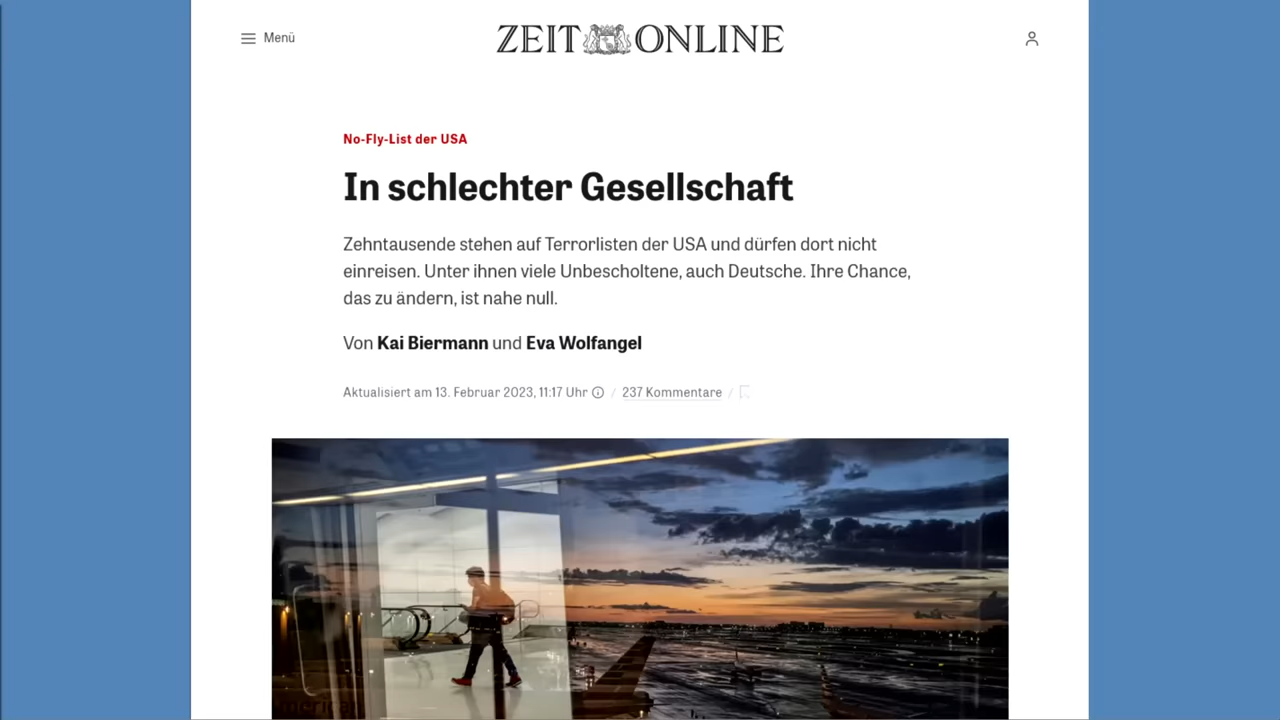 Menü
ZEIT ONLINE
No-Fly-List der USA
In schlechter Gesellschaft
Zehntausende stehen auf Terrorlisten der USA und dürfen dort nicht
einreisen. Unter ihnen viele Unbescholtene, auch Deutsche. Ihre Chance,
das zu ändern, ist nahe null.
Von Kai Biermann und Eva Wolfangel
Aktualisiert am 13. Februar 2023, 11:17 Uhr / 237 Kommentare /